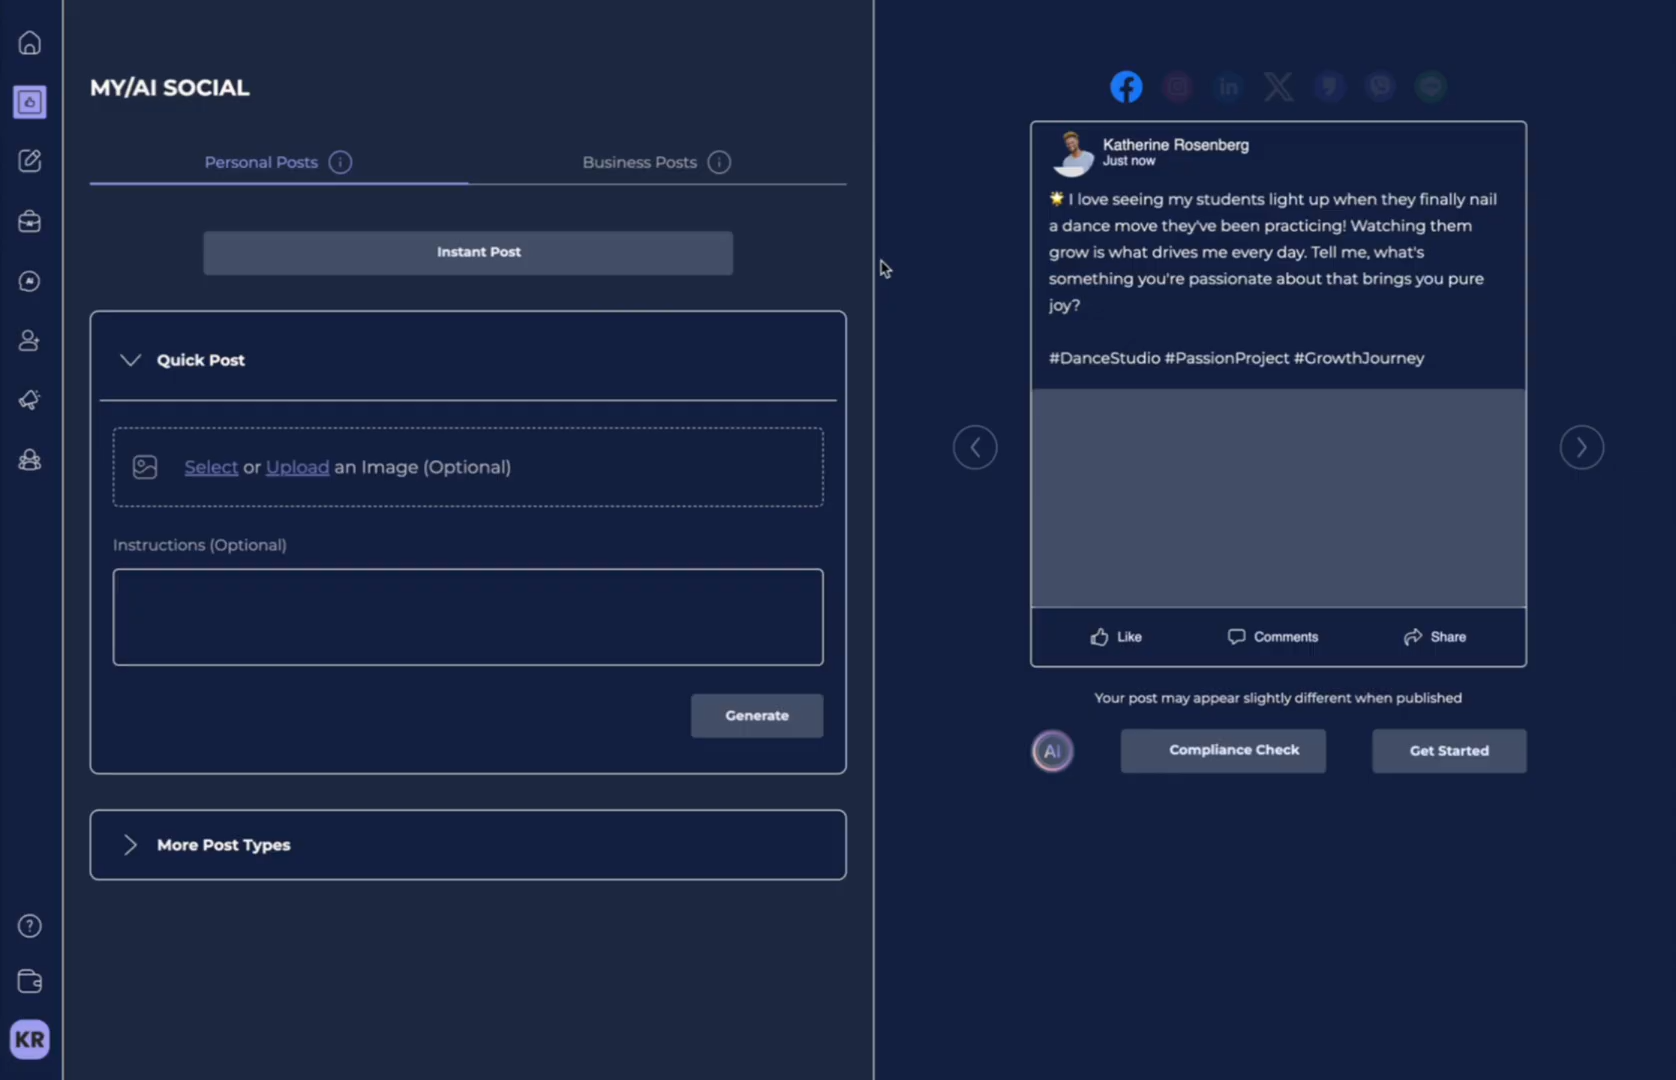 MY/AI SOCIAL
Personal Posts
Business Posts
Instant Post
Quick Post
Select or Upload an Image (Optional)
Instructions (Optional)
Generate
More Post Types
KR
Katherine Rosenberg
Just now
I love seeing my students light up when they finally nail
a dance move they've been practicing! Watching them
grow is what drives me every day. Tell me, what's
something you're passionate about that brings you pure
joy?
#DanceStudio #PassionProject #GrowthJourney
Like
Comments
Share
Your post may appear slightly different when published
AI
Compliance Check
Get Started